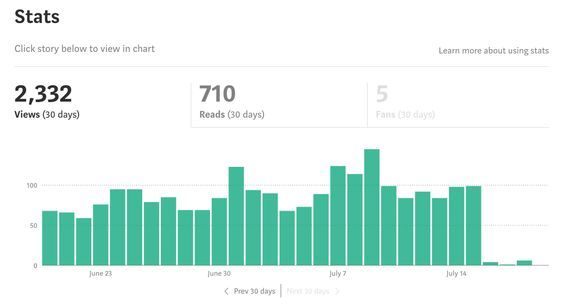 Stats
Click story below to view in chart
Learn more about using stats
2,332
Views (30 days)
710
Reads (30 days)
5
Fans (30 days)
100
50
0
June 23
June 30
July 7
July 14
Prev 30 days
Next 30 days